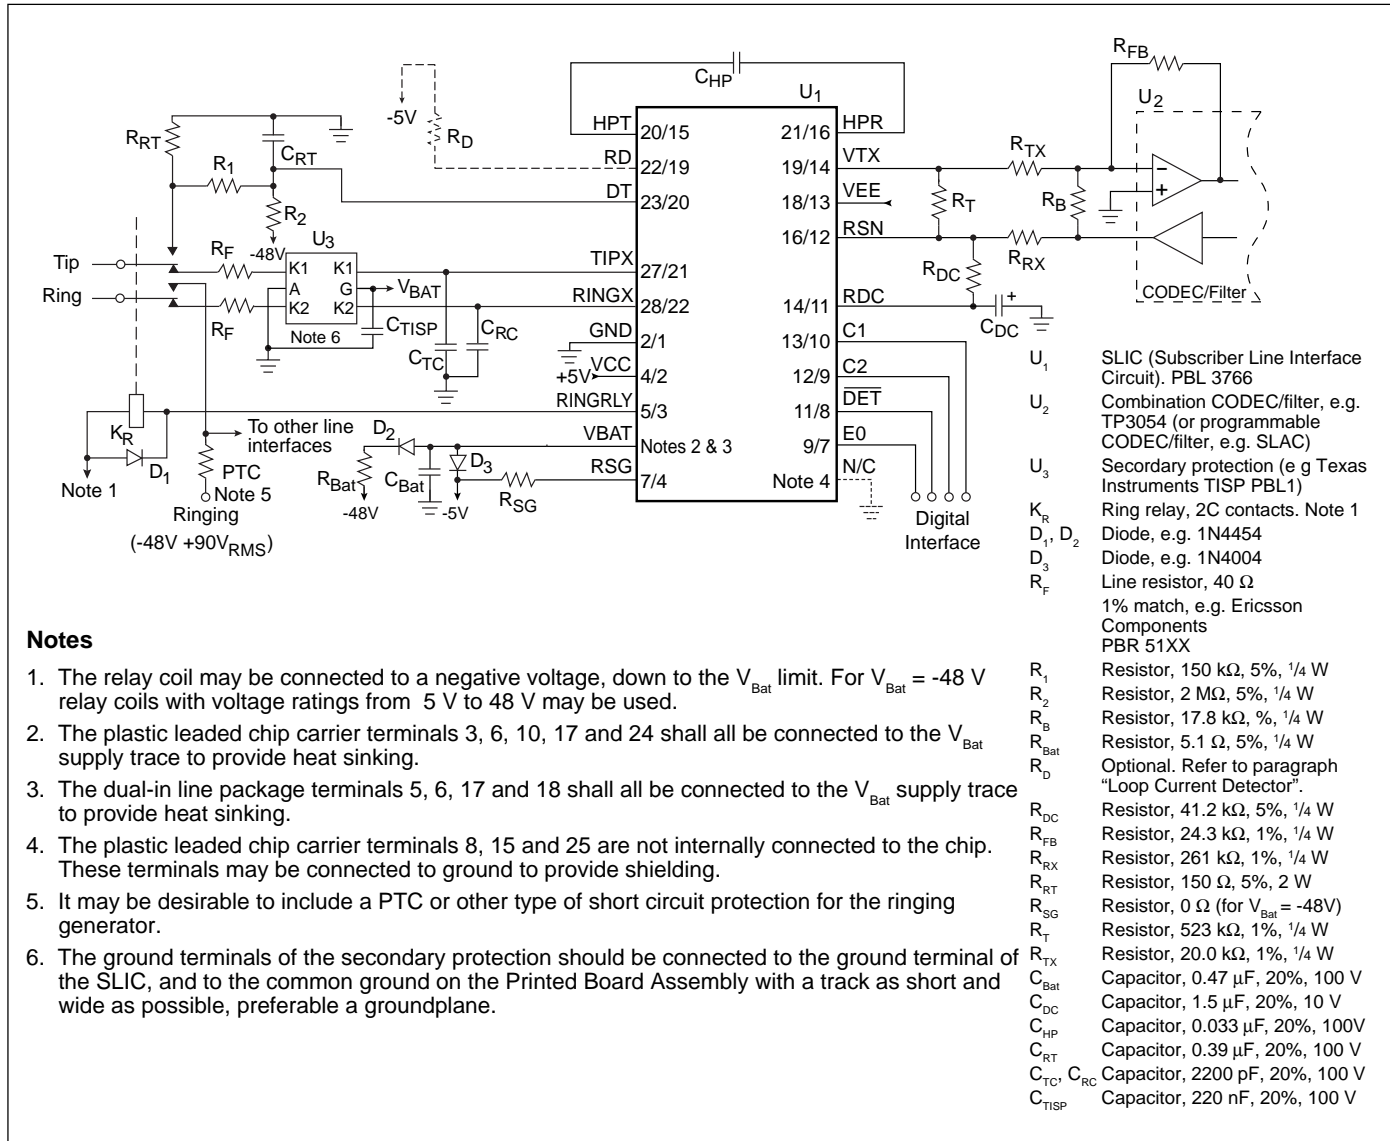 R_FB
C_HP
U_1
U_2
-5V
R_D
R_RT
C_RT
R_1
R_2
-48V
HPT 20/15
21/16 HPR
RD 22/19
19/14 VTX
DT 23/20
18/13 VEE
16/12 RSN
R_TX
R_T
R_B
R_RX
R_DC
-
+
CODEC/Filter
U_3
Tip
Ring
R_F
R_F
K1 K1
A G
K2 K2
Note 6
V_BAT
C_TISP
C_TC
C_RC
TIPX 27/21
RINGX 28/22
14/11 RDC
C_DC
+
GND 2/1
13/10 C1
+5V VCC 4/2
12/9 C2
RINGRLY 5/3
11/8 DET
VBAT Notes 2 & 3
9/7 E0
RSG 7/4
Note 4 N/C
K_R
D_1
Note 1
To other line
interfaces
PTC
Note 5
Ringing
(-48V +90V_RMS)
D_2
R_Bat
-48V
C_Bat
D_3
-5V
R_SG
Digital
Interface
U_1 SLIC (Subscriber Line Interface
Circuit). PBL 3766
U_2 Combination CODEC/filter, e.g.
TP3054 (or programmable
CODEC/filter, e.g. SLAC)
U_3 Secordary protection (e g Texas
Instruments TISP PBL1)
K_R Ring relay, 2C contacts. Note 1
D_1, D_2 Diode, e.g. 1N4454
D_3 Diode, e.g. 1N4004
R_F Line resistor, 40 Ω
1% match, e.g. Ericsson
Components
PBR 51XX
R_1 Resistor, 150 kΩ, 5%, 1/4 W
R_2 Resistor, 2 MΩ, 5%, 1/4 W
R_B Resistor, 17.8 kΩ, %, 1/4 W
R_Bat Resistor, 5.1 Ω, 5%, 1/4 W
R_D Optional. Refer to paragraph
“Loop Current Detector”.
R_DC Resistor, 41.2 kΩ, 5%, 1/4 W
R_FB Resistor, 24.3 kΩ, 1%, 1/4 W
R_RX Resistor, 261 kΩ, 1%, 1/4 W
R_RT Resistor, 150 Ω, 5%, 2 W
R_SG Resistor, 0 Ω (for V_Bat = -48V)
R_T Resistor, 523 kΩ, 1%, 1/4 W
R_TX Resistor, 20.0 kΩ, 1%, 1/4 W
C_Bat Capacitor, 0.47 μF, 20%, 100 V
C_DC Capacitor, 1.5 μF, 20%, 10 V
C_HP Capacitor, 0.033 μF, 20%, 100V
C_RT Capacitor, 0.39 μF, 20%, 100 V
C_TC, C_RC Capacitor, 2200 pF, 20%, 100 V
C_TISP Capacitor, 220 nF, 20%, 100 V
Notes
1. The relay coil may be connected to a negative voltage, down to the V_Bat limit. For V_Bat = -48 V
relay coils with voltage ratings from 5 V to 48 V may be used.
2. The plastic leaded chip carrier terminals 3, 6, 10, 17 and 24 shall all be connected to the V_Bat
supply trace to provide heat sinking.
3. The dual-in line package terminals 5, 6, 17 and 18 shall all be connected to the V_Bat supply trace
to provide heat sinking.
4. The plastic leaded chip carrier terminals 8, 15 and 25 are not internally connected to the chip.
These terminals may be connected to ground to provide shielding.
5. It may be desirable to include a PTC or other type of short circuit protection for the ringing
generator.
6. The ground terminals of the secondary protection should be connected to the ground terminal of
the SLIC, and to the common ground on the Printed Board Assembly with a track as short and
wide as possible, preferable a groundplane.